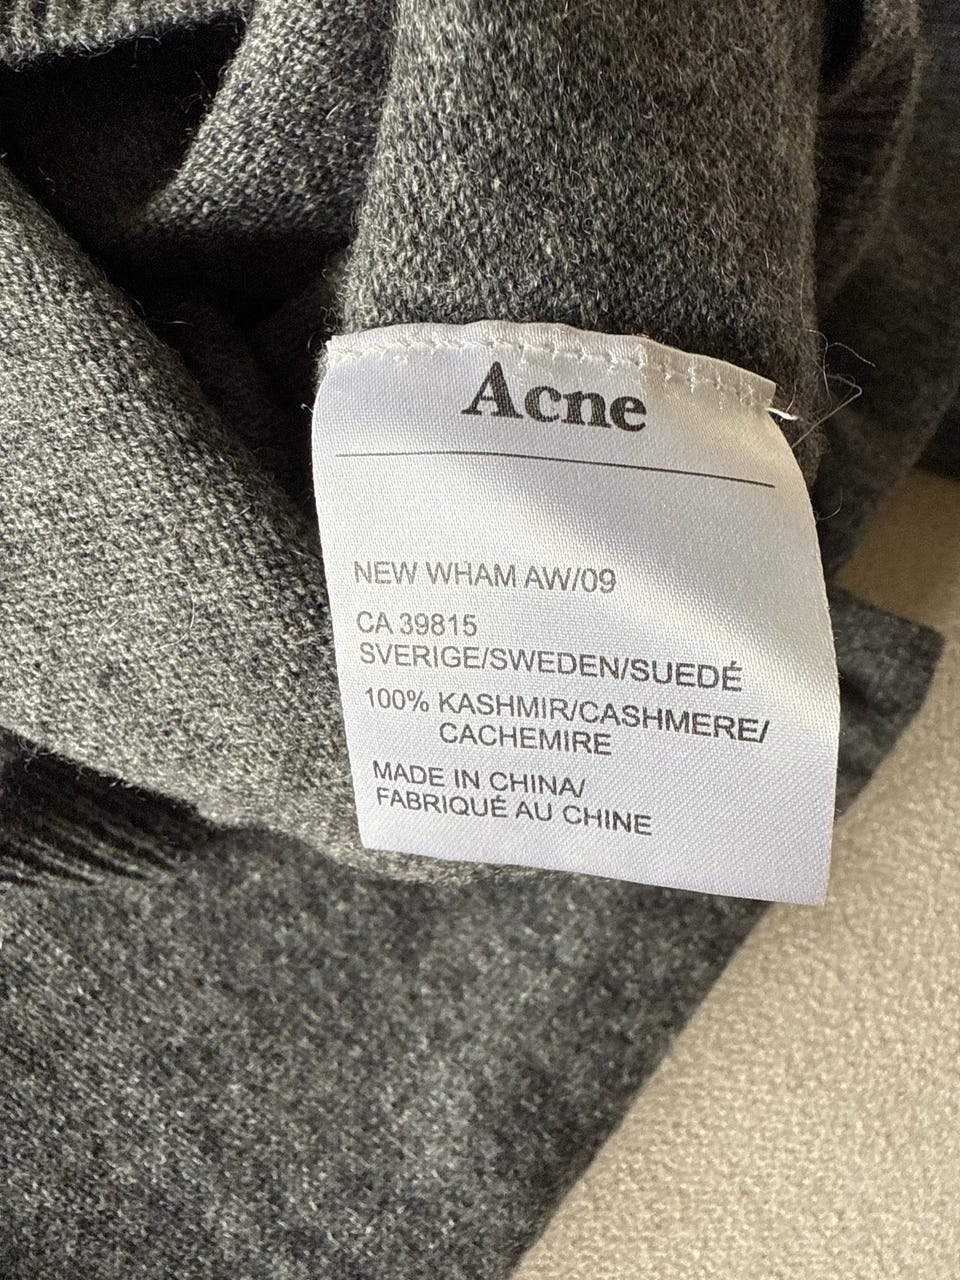 Acne
NEW WHAM AW/09
CA 39815
SVERIGE/SWEDEN/SUEDÉ
100% KASHMIR/CASHMERE/
CACHEMIRE
MADE IN CHINA/
FABRIQUÉ AU CHINE